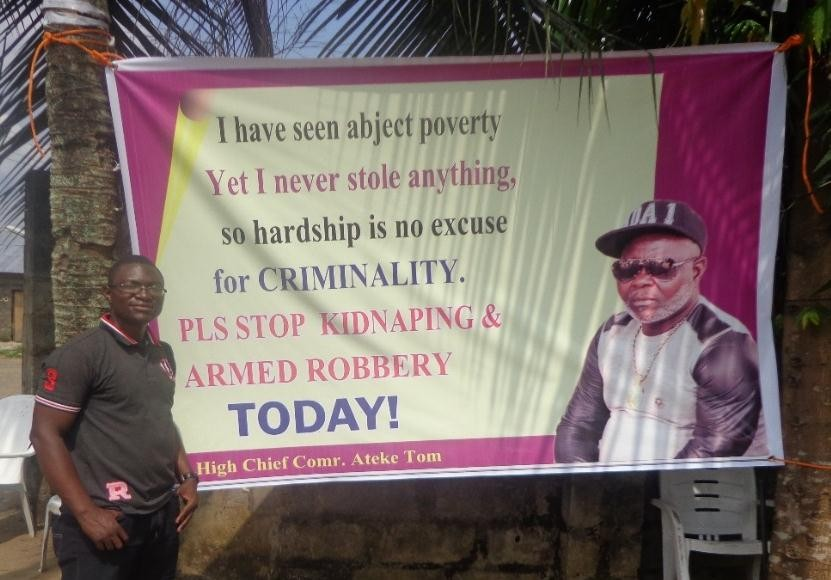 I have seen abject poverty
Yet I never stole anything,
so hardship is no excuse
for CRIMINALITY.
PLS STOP KIDNAPING &
ARMED ROBBERY
TODAY!
High Chief Comr. Ateke Tom
3
R